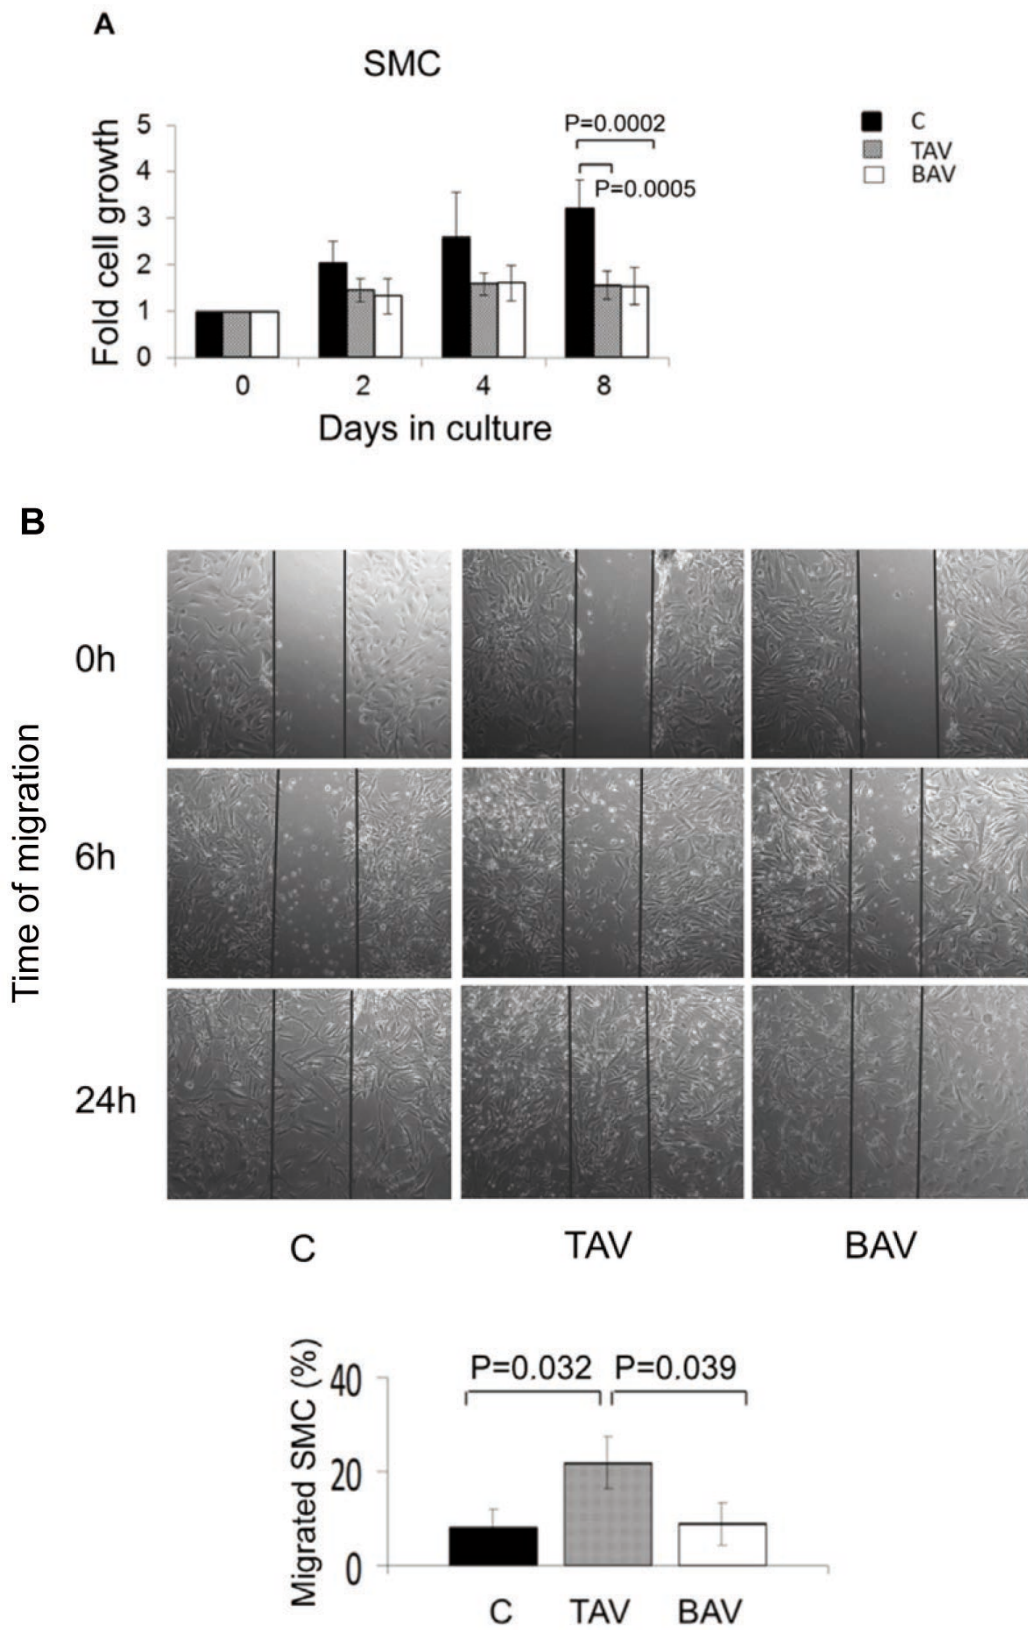 A
SMC
Fold cell growth
5
4
3
2
1
0
P=0.0002
P=0.0005
C
TAV
BAV
0 2 4 8
Days in culture
B
Time of migration
0h
6h
24h
C TAV BAV
Migrated SMC (%)
40
20
0
P=0.032 P=0.039
C TAV BAV